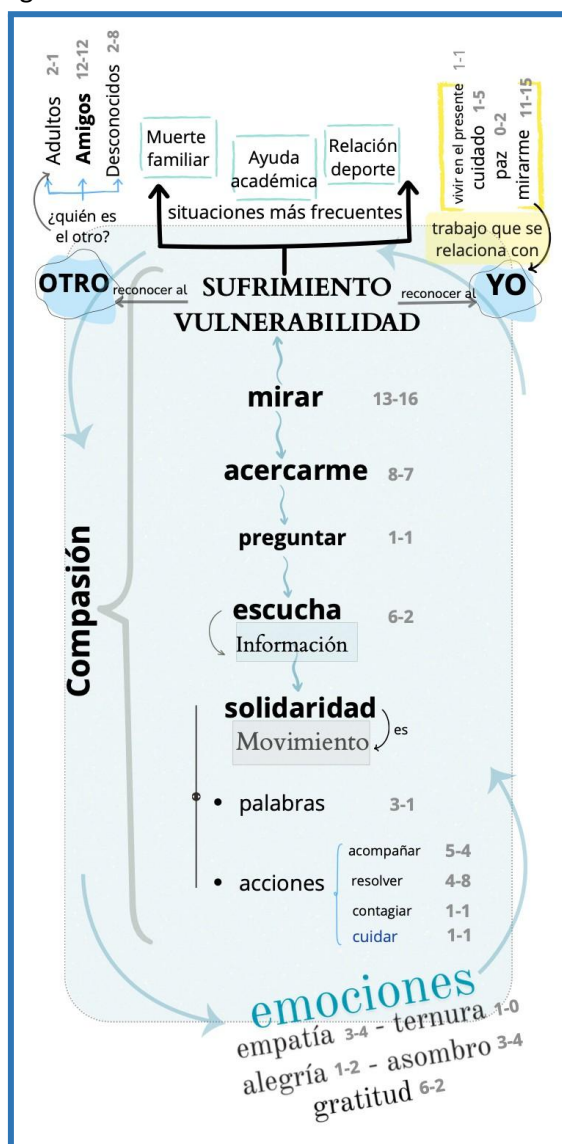 Adultos 2-1
Amigos 12-12
Desconocidos 2-8
¿quién es
el otro?
Muerte
familiar
Ayuda
académica
Relación
deporte
situaciones más frecuentes
vivir en el presente 1-1
cuidado 1-5
paz 0-2
mirarme 11-15
trabajo que se
relaciona con
OTRO
reconocer al
SUFRIMIENTO
VULNERABILIDAD
reconocer al
YO
mirar 13-16
acercarme 8-7
preguntar 1-1
escucha 6-2
Información
solidaridad
es
Movimiento
• palabras 3-1
• acciones
acompañar 5-4
resolver 4-8
contagiar 1-1
cuidar 1-1
Compasión
emociones
empatía 3-4 - ternura 1-0
alegría 1-2 - asombro 3-4
gratitud 6-2